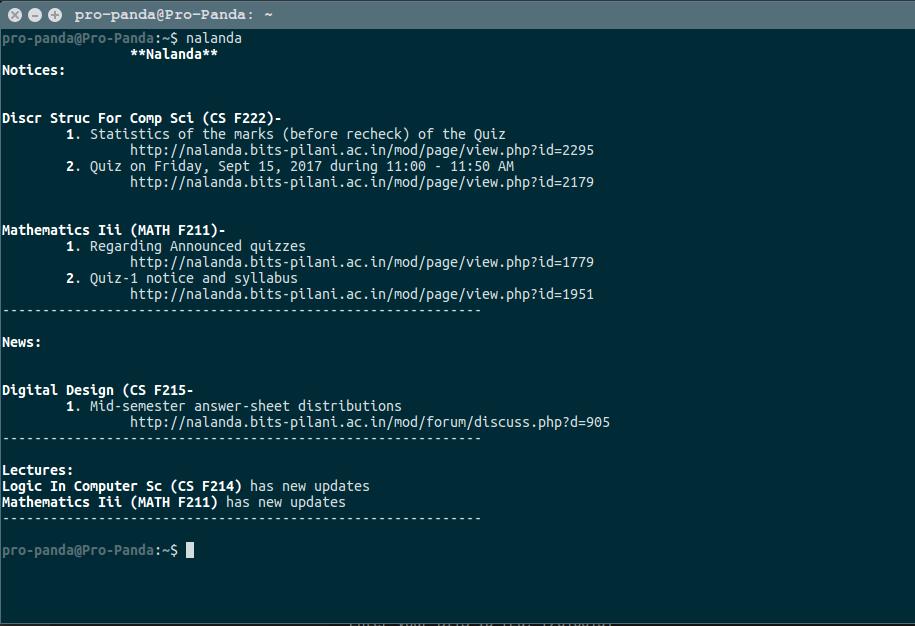 pro-panda@Pro-Panda: ~
pro-panda@Pro-Panda:~$ nalanda
**Nalanda**
Notices:
Discr Struc For Comp Sci (CS F222)-
1. Statistics of the marks (before recheck) of the Quiz
http://nalanda.bits-pilani.ac.in/mod/page/view.php?id=2295
2. Quiz on Friday, Sept 15, 2017 during 11:00 - 11:50 AM
http://nalanda.bits-pilani.ac.in/mod/page/view.php?id=2179
Mathematics Iii (MATH F211)-
1. Regarding Announced quizzes
http://nalanda.bits-pilani.ac.in/mod/page/view.php?id=1779
2. Quiz-1 notice and syllabus
http://nalanda.bits-pilani.ac.in/mod/page/view.php?id=1951
------------------------------------------------------------
News:
Digital Design (CS F215-
1. Mid-semester answer-sheet distributions
http://nalanda.bits-pilani.ac.in/mod/forum/discuss.php?d=905
------------------------------------------------------------
Lectures:
Logic In Computer Sc (CS F214) has new updates
Mathematics Iii (MATH F211) has new updates
------------------------------------------------------------
pro-panda@Pro-Panda:~$